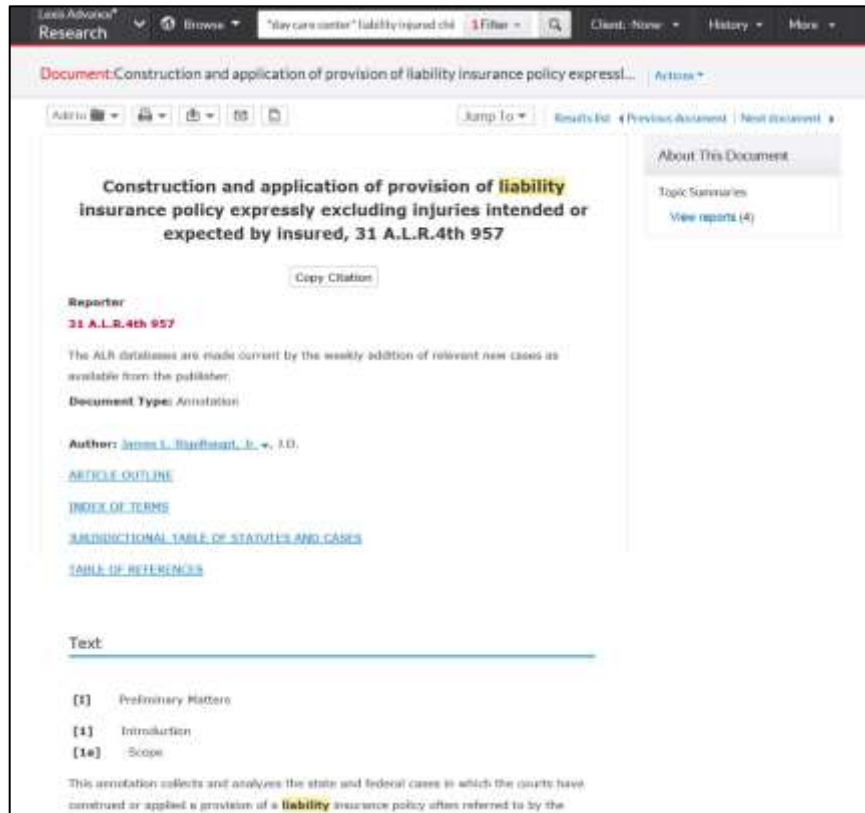 Lexis Advance®
Research
Browse
"day care center" liability injured chi
1 Filter
Client: -None-
History
More
Document: Construction and application of provision of liability insurance policy expressl...
Actions
Add to
Jump To
Results list
Previous document
Next document
About This Document
Topic Summaries
View reports (4)
Construction and application of provision of liability
insurance policy expressly excluding injuries intended or
expected by insured, 31 A.L.R.4th 957
Copy Citation
Reporter
31 A.L.R.4th 957
The ALR databases are made current by the weekly addition of relevant new cases as
available from the publisher.
Document Type: Annotation
Author: James L. Jr. , J.D.
ARTICLE OUTLINE
INDEX OF TERMS
JURISDICTIONAL TABLE OF STATUTES AND CASES
TABLE OF REFERENCES
Text
[I] Preliminary Matters
[1] Introduction
[1a] Scope
This annotation collects and analyzes the state and federal cases in which the courts have
construed or applied a provision of a liability insurance policy often referred to by the